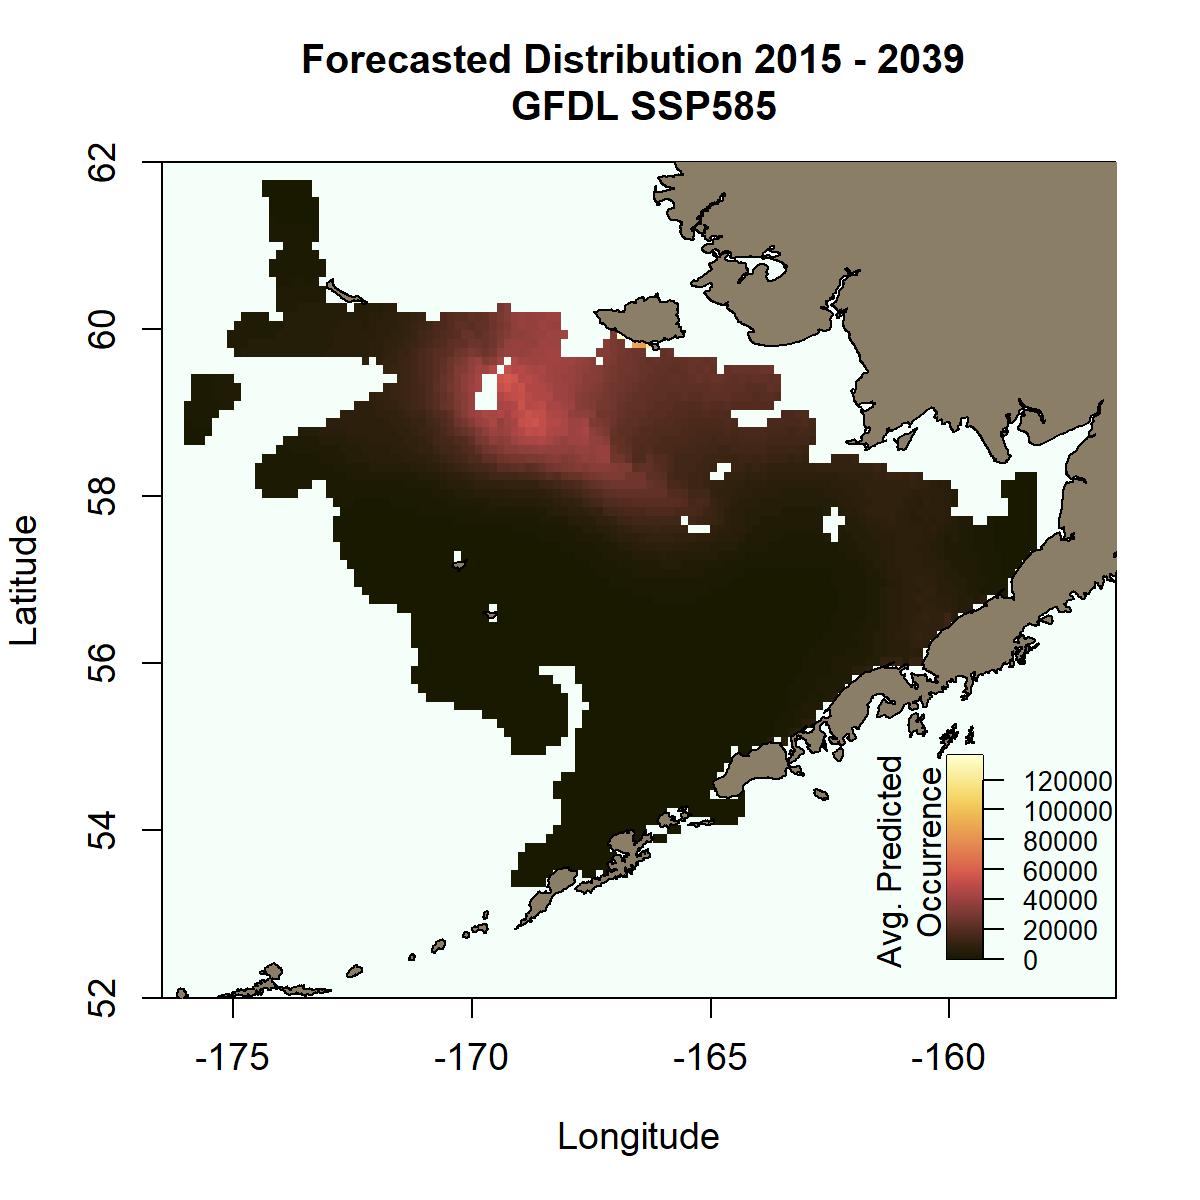 Forecasted Distribution 2015 - 2039
GFDL SSP585
62
60
58
56
54
52
Latitude
-175
-170
-165
-160
Longitude
Avg. Predicted
Occurrence
120000
100000
80000
60000
40000
20000
0